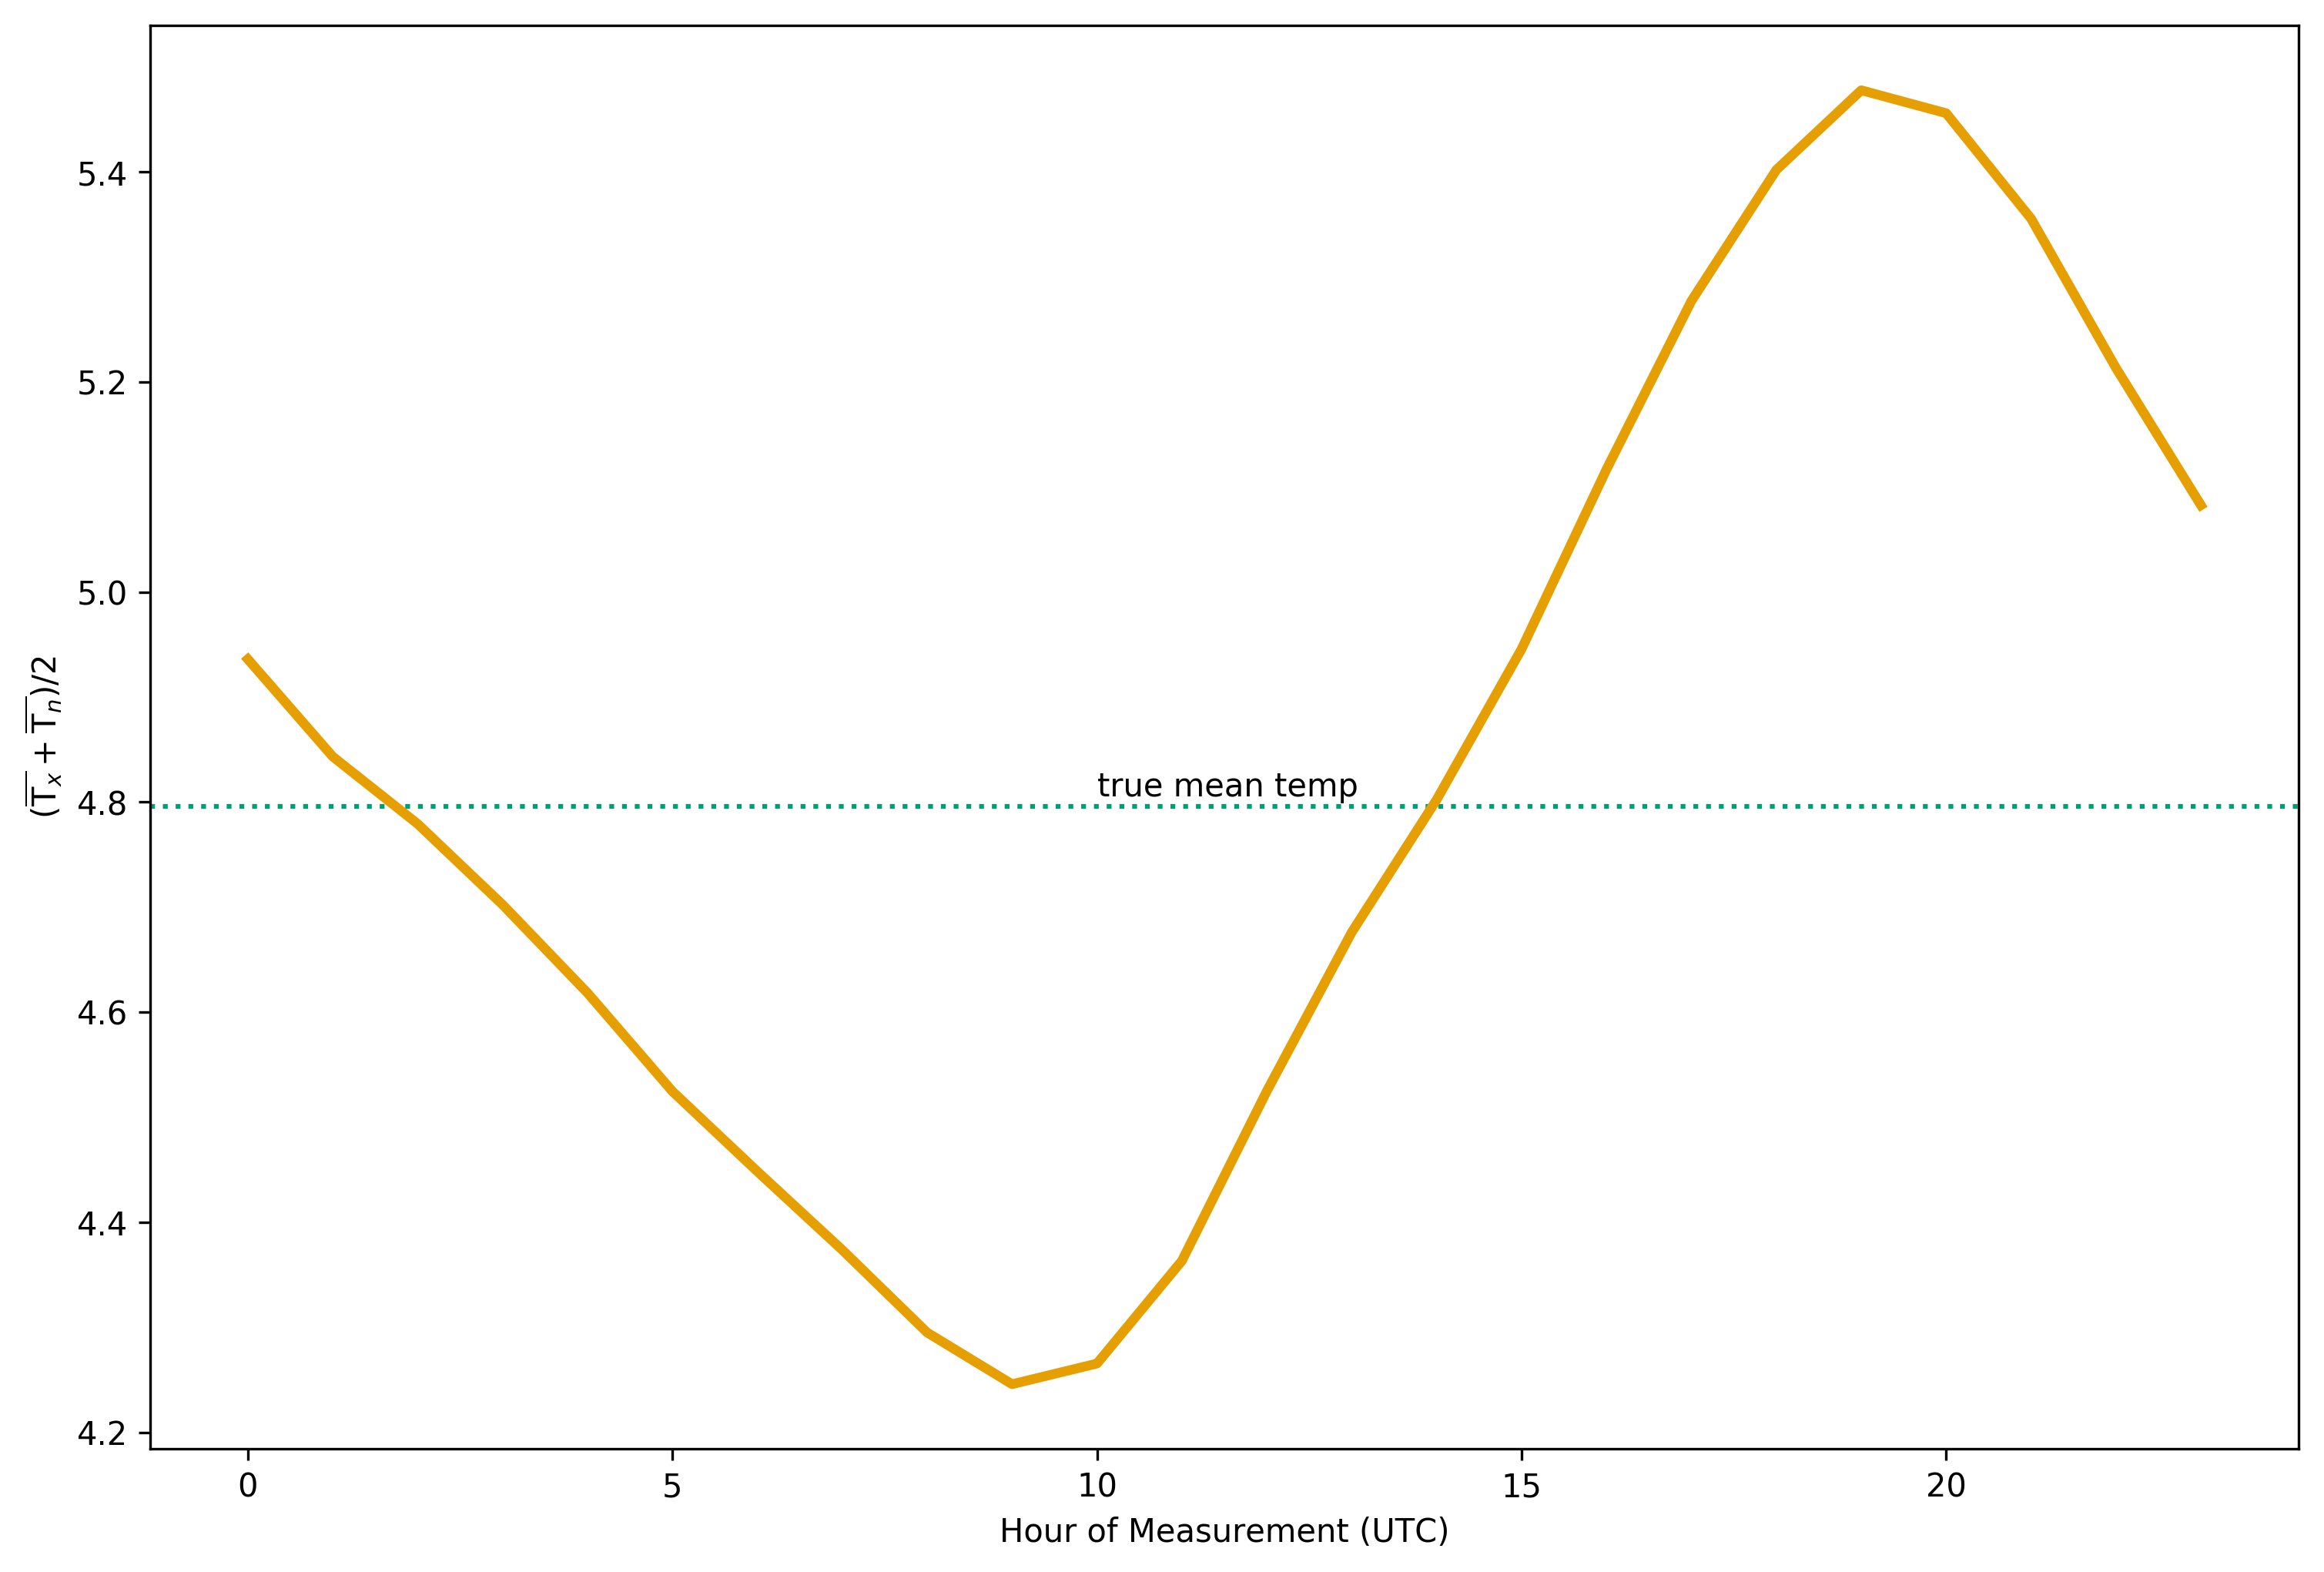 5.4
5.2
5.0
4.8
4.6
4.4
4.2
(T̅ₓ + T̅ₙ)/2
true mean temp
0 5 10 15 20
Hour of Measurement (UTC)